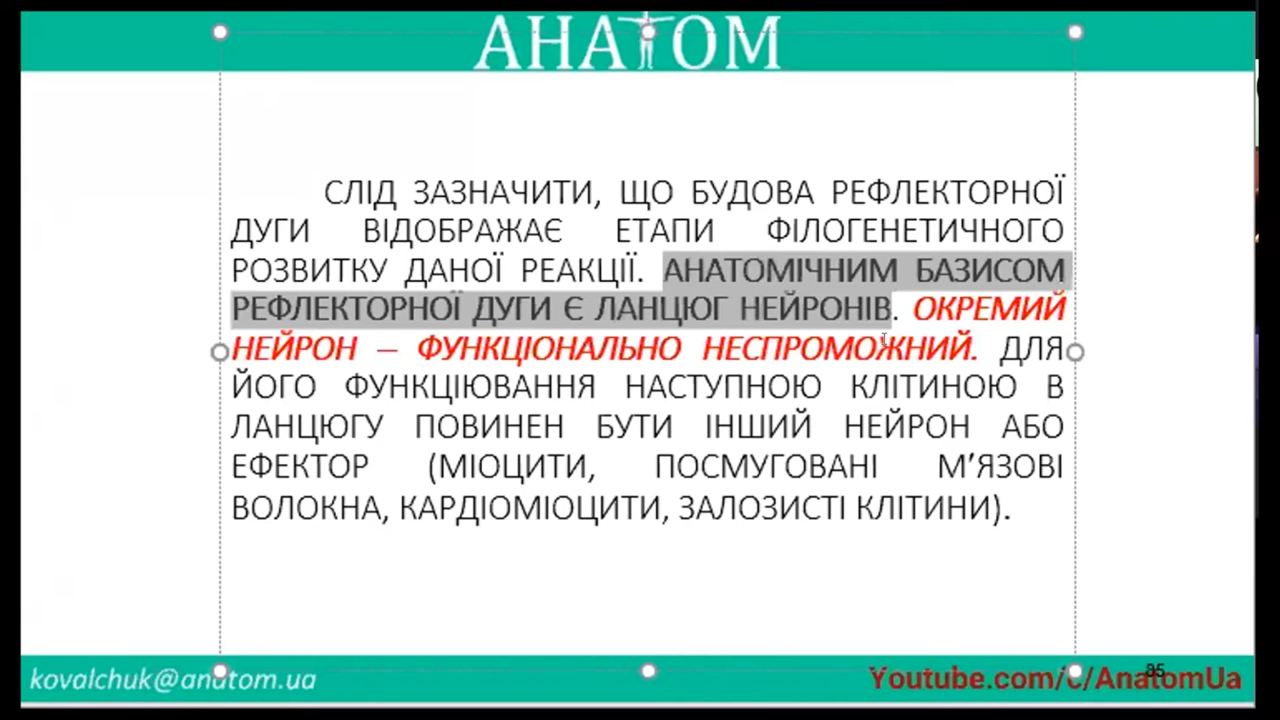 АНАТОМ
СЛІД ЗАЗНАЧИТИ, ЩО БУДОВА РЕФЛЕКТОРНОЇ
ДУГИ ВІДОБРАЖАЄ ЕТАПИ ФІЛОГЕНЕТИЧНОГО
РОЗВИТКУ ДАНОЇ РЕАКЦІЇ. АНАТОМІЧНИМ БАЗИСОМ
РЕФЛЕКТОРНОЇ ДУГИ Є ЛАНЦЮГ НЕЙРОНІВ. ОКРЕМИЙ
НЕЙРОН – ФУНКЦІОНАЛЬНО НЕСПРОМОЖНИЙ. ДЛЯ
ЙОГО ФУНКЦІЮВАННЯ НАСТУПНОЮ КЛІТИНОЮ В
ЛАНЦЮГУ ПОВИНЕН БУТИ ІНШИЙ НЕЙРОН АБО
ЕФЕКТОР (МІОЦИТИ, ПОСМУГОВАНІ М’ЯЗОВІ
ВОЛОКНА, КАРДІОМІОЦИТИ, ЗАЛОЗИСТІ КЛІТИНИ).
kovalchuk@anatom.ua
Youtube.com/c/AnatomUa
85